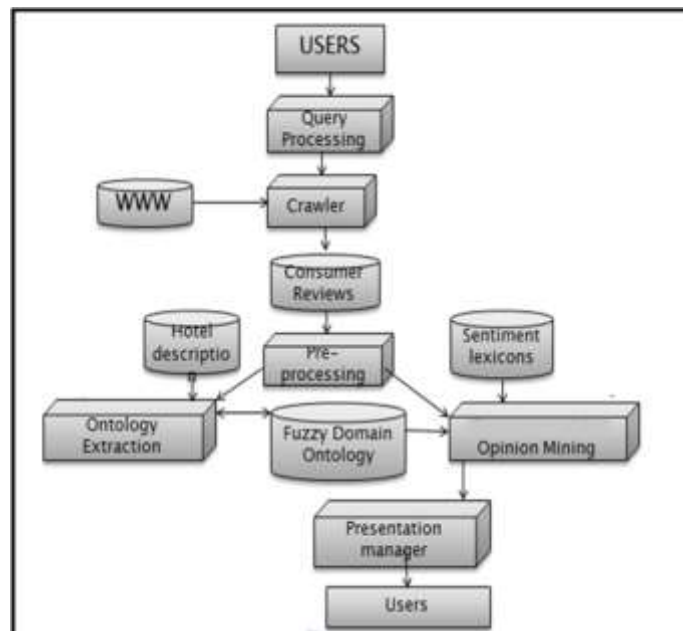 USERS
Query
Processing
WWW
Crawler
Consumer
Reviews
Hotel
descriptio
n
Pre-
processing
Sentiment
lexicons
Ontology
Extraction
Fuzzy Domain
Ontology
Opinion Mining
Presentation
manager
Users